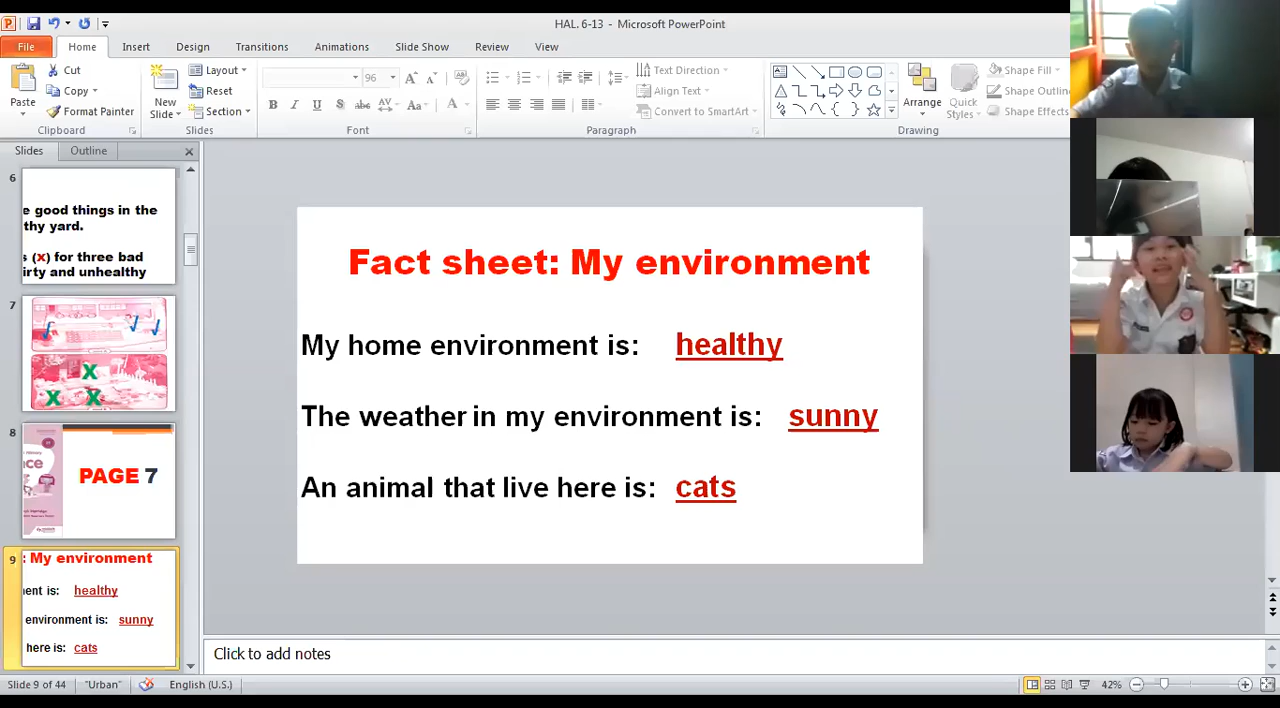 HAL. 6-13 - Microsoft PowerPoint
File Home Insert Design Transitions Animations Slide Show Review View
Cut
Copy
Format Painter
Paste
Clipboard
New
Slide
Layout
Reset
Section
Slides
96
B I U S abc AV Aa A
Font
Paragraph
Text Direction
Align Text
Convert to SmartArt
Arrange
Quick
Styles
Shape Fill
Shape Outlin
Shape Effects
Drawing
Slides Outline
6
e good things in the
thy yard.
s (x) for three bad
irty and unhealthy
7
X
X X
8
nce
PAGE 7
9
: My environment
ent is: healthy
environment is: sunny
here is: cats
Fact sheet: My environment
My home environment is: healthy
The weather in my environment is: sunny
An animal that live here is: cats
Click to add notes
Slide 9 of 44 "Urban" English (U.S.) 42%